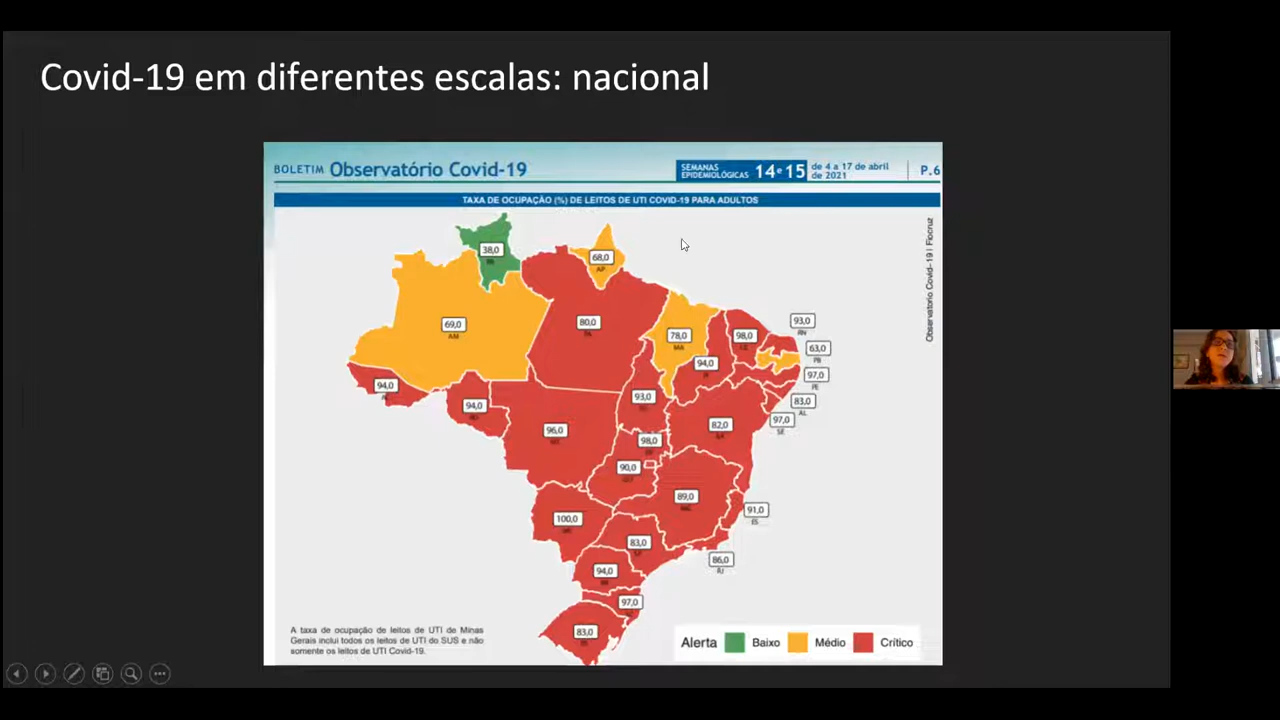 Covid-19 em diferentes escalas: nacional
BOLETIM Observatório Covid-19
SEMANAS EPIDEMIOLÓGICAS 14 e 15
de 4 a 17 de abril de 2021
P.6
TAXA DE OCUPAÇÃO (%) DE LEITOS DE UTI COVID-19 PARA ADULTOS
Observatório Covid-19 | Fiocruz
38,0
68,0
AP
69,0
AM
80,0
PA
78,0
MA
98,0
CE
93,0
RN
63,0
PB
94,0
97,0
PE
94,0
AC
94,0
93,0
83,0
AL
97,0
SE
96,0
82,0
BA
98,0
90,0
89,0
MG
91,0
ES
100,0
83,0
86,0
RJ
94,0
97,0
83,0
RS
A taxa de ocupação de leitos de UTI de Minas
Gerais inclui todos os leitos de UTI do SUS e não
somente os leitos de UTI Covid-19.
Alerta Baixo Médio Crítico